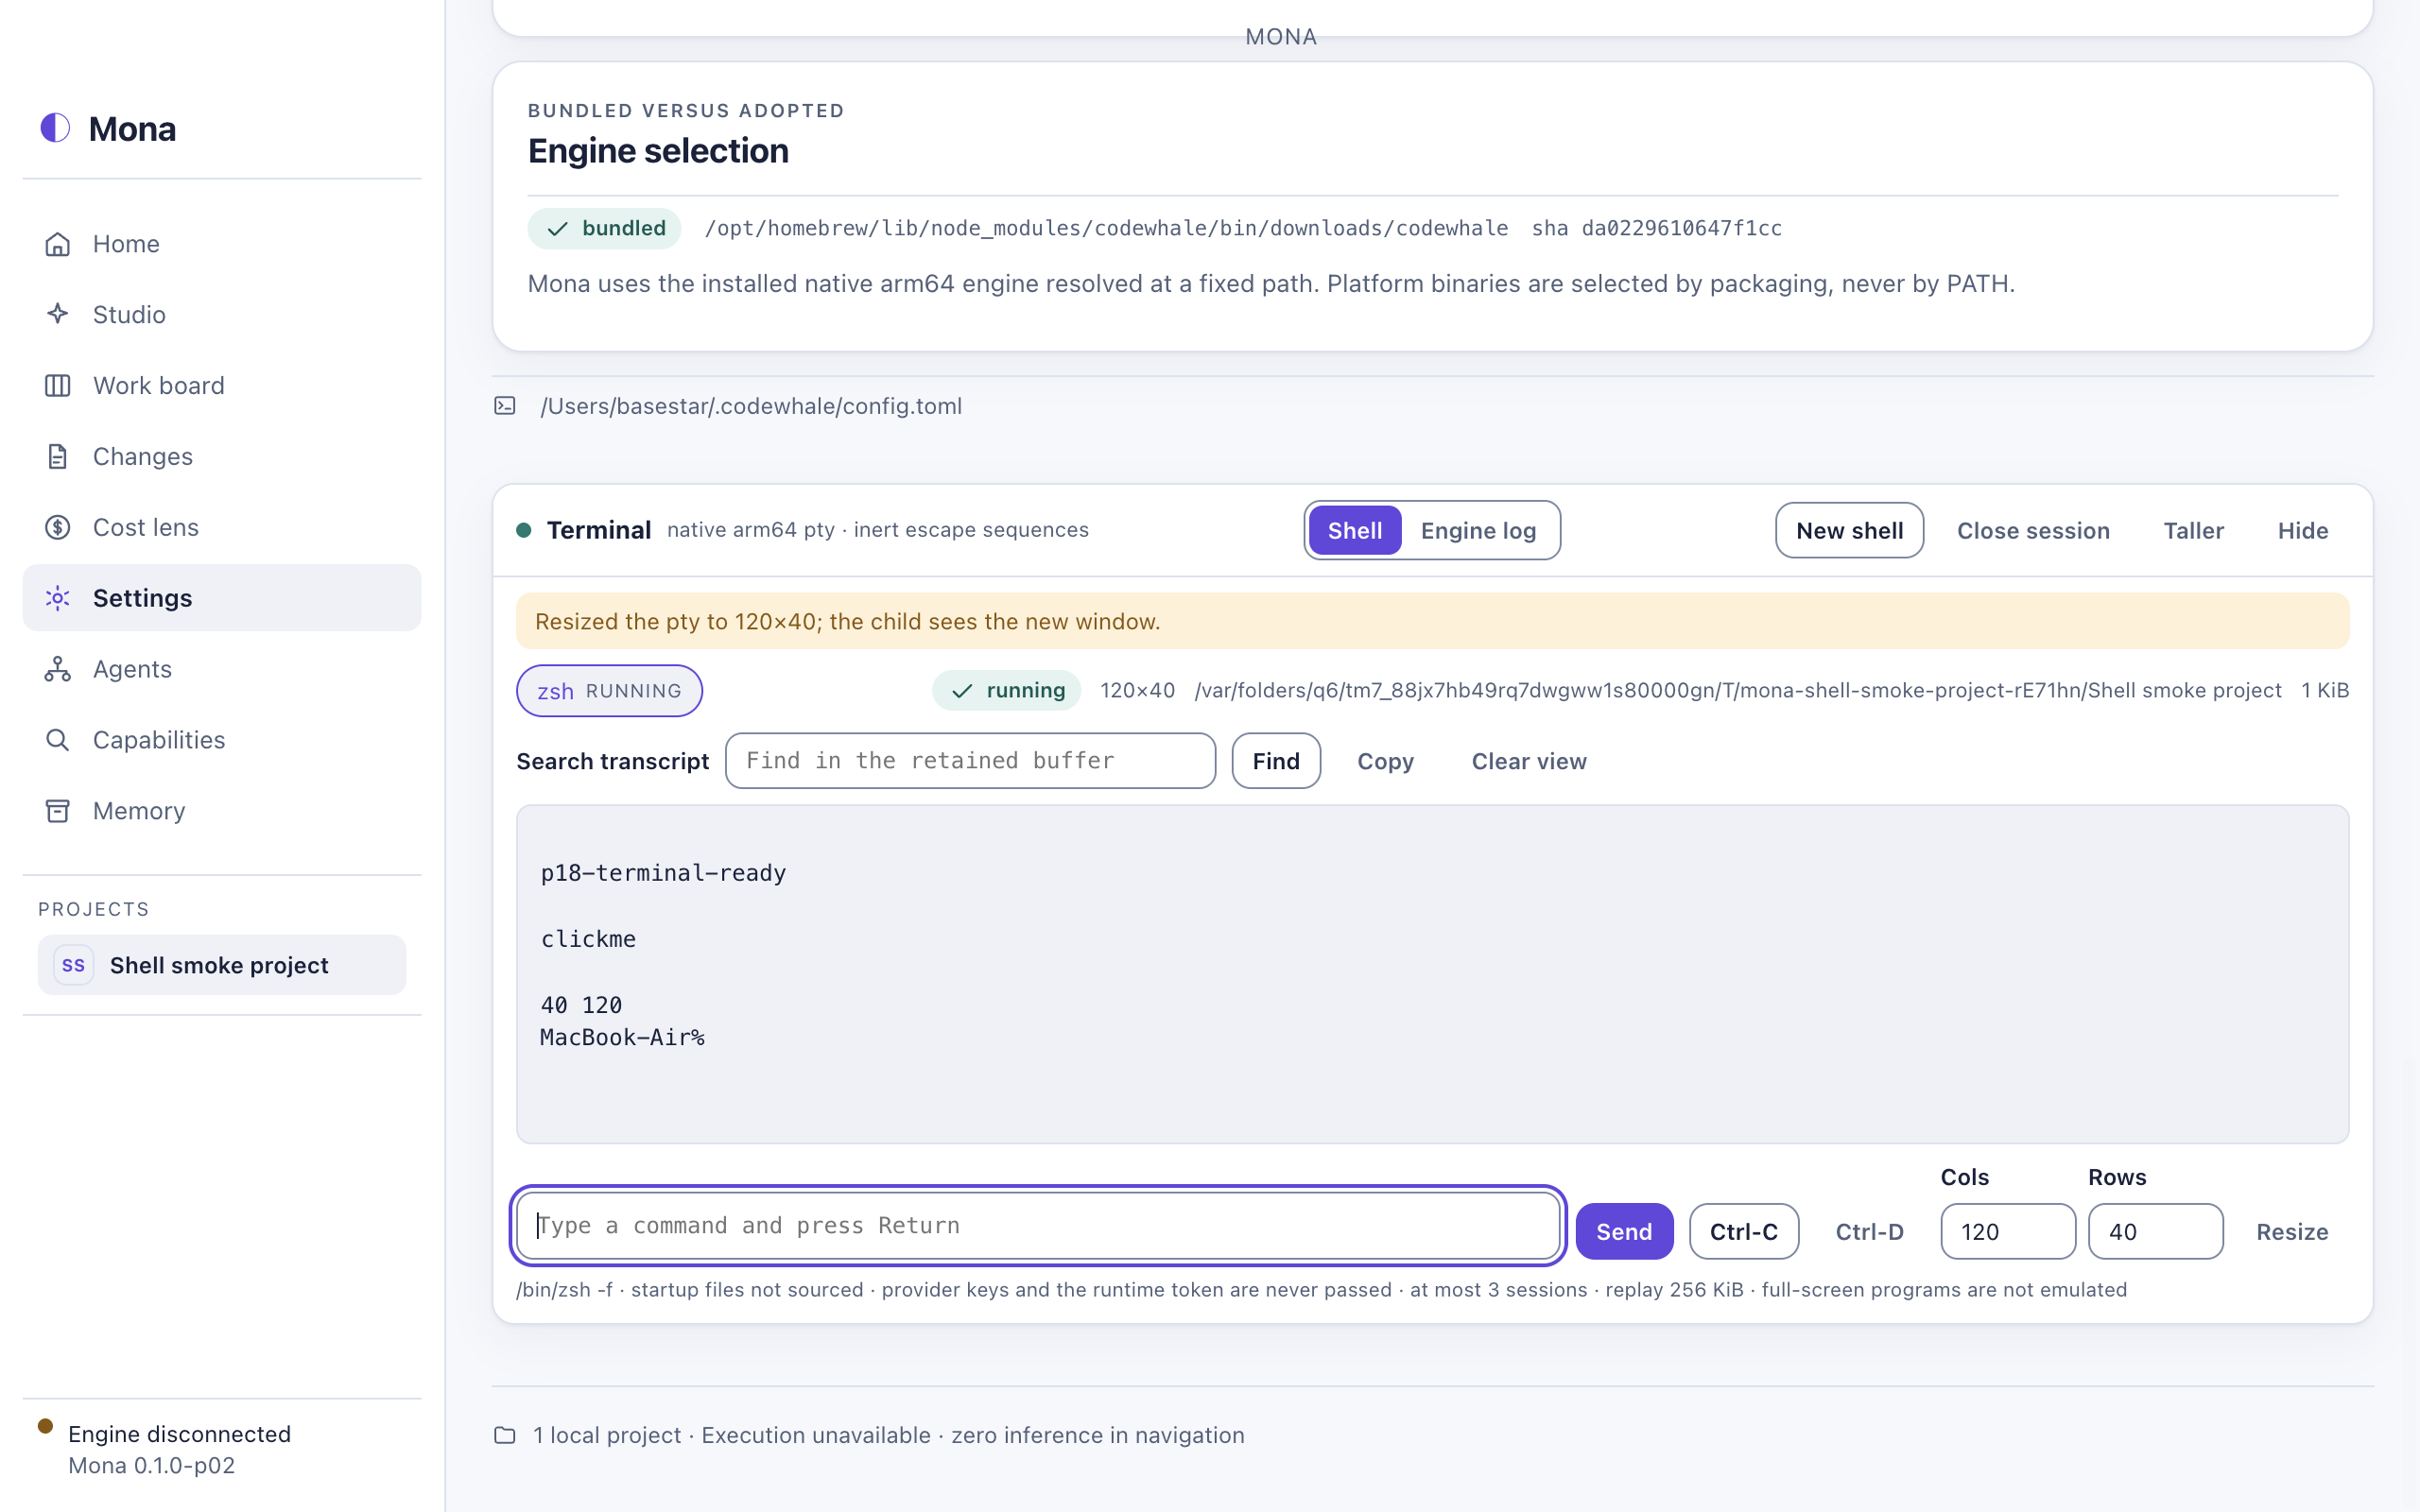 MONA
Mona
Home
Studio
Work board
Changes
Cost lens
Settings
Agents
Capabilities
Memory
PROJECTS
SS Shell smoke project
Engine disconnected
Mona 0.1.0-p02
BUNDLED VERSUS ADOPTED
Engine selection
bundled /opt/homebrew/lib/node_modules/codewhale/bin/downloads/codewhale sha da0229610647f1cc
Mona uses the installed native arm64 engine resolved at a fixed path. Platform binaries are selected by packaging, never by PATH.
/Users/basestar/.codewhale/config.toml
Terminal native arm64 pty · inert escape sequences Shell Engine log New shell Close session Taller Hide
Resized the pty to 120×40; the child sees the new window.
zsh RUNNING running 120×40 /var/folders/q6/tm7_88jx7hb49rq7dwgww1s80000gn/T/mona-shell-smoke-project-rE71hn/Shell smoke project 1 KiB
Search transcript Find in the retained buffer Find Copy Clear view
p18-terminal-ready
clickme
40 120
MacBook-Air%
Cols Rows
Type a command and press Return Send Ctrl-C Ctrl-D 120 40 Resize
/bin/zsh -f · startup files not sourced · provider keys and the runtime token are never passed · at most 3 sessions · replay 256 KiB · full-screen programs are not emulated
1 local project · Execution unavailable · zero inference in navigation